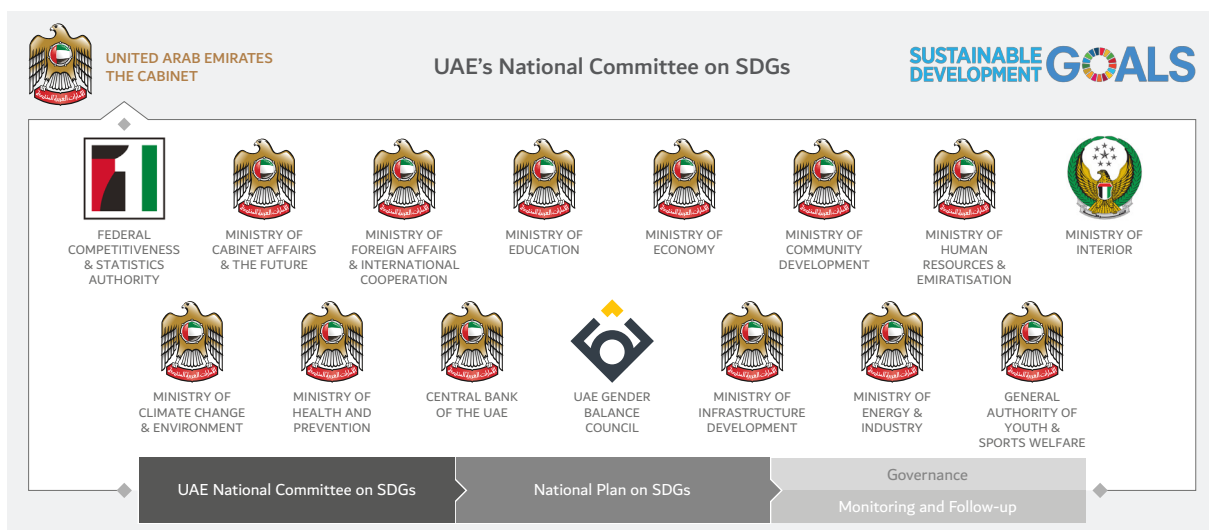 UNITED ARAB EMIRATES
THE CABINET
UAE's National Committee on SDGs
SUSTAINABLE
DEVELOPMENT
GOALS
FEDERAL
COMPETITIVENESS
& STATISTICS
AUTHORITY
MINISTRY OF
CABINET AFFAIRS
& THE FUTURE
MINISTRY OF
FOREIGN AFFAIRS
& INTERNATIONAL
COOPERATION
MINISTRY OF
EDUCATION
MINISTRY OF
ECONOMY
MINISTRY OF
COMMUNITY
DEVELOPMENT
MINISTRY OF
HUMAN
RESOURCES &
EMIRATISATION
MINISTRY OF
INTERIOR
MINISTRY OF
CLIMATE CHANGE
& ENVIRONMENT
MINISTRY OF
HEALTH AND
PREVENTION
CENTRAL BANK
OF THE UAE
UAE GENDER
BALANCE
COUNCIL
MINISTRY OF
INFRASTRUCTURE
DEVELOPMENT
MINISTRY OF
ENERGY &
INDUSTRY
GENERAL
AUTHORITY OF
YOUTH &
SPORTS WELFARE
UAE National Committee on SDGs
National Plan on SDGs
Governance
Monitoring and Follow-up